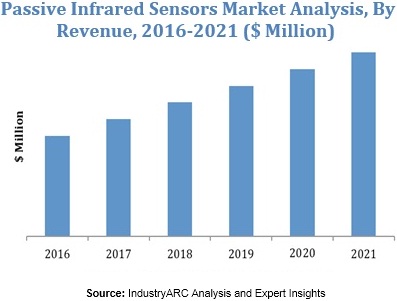 Passive Infrared Sensors Market Analysis, By
Revenue, 2016-2021 ($ Million)
$ Million
2016 2017 2018 2019 2020 2021
Source: IndustryARC Analysis and Expert Insights